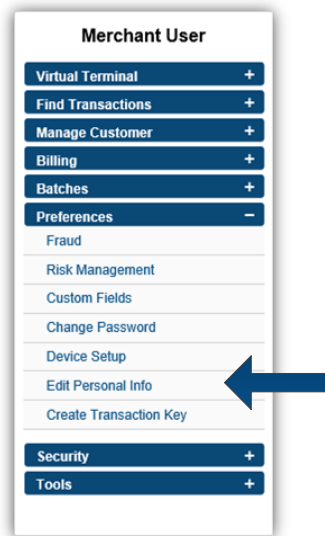 Merchant User
Virtual Terminal +
Find Transactions +
Manage Customer +
Billing +
Batches +
Preferences −
Fraud
Risk Management
Custom Fields
Change Password
Device Setup
Edit Personal Info
Create Transaction Key
Security +
Tools +